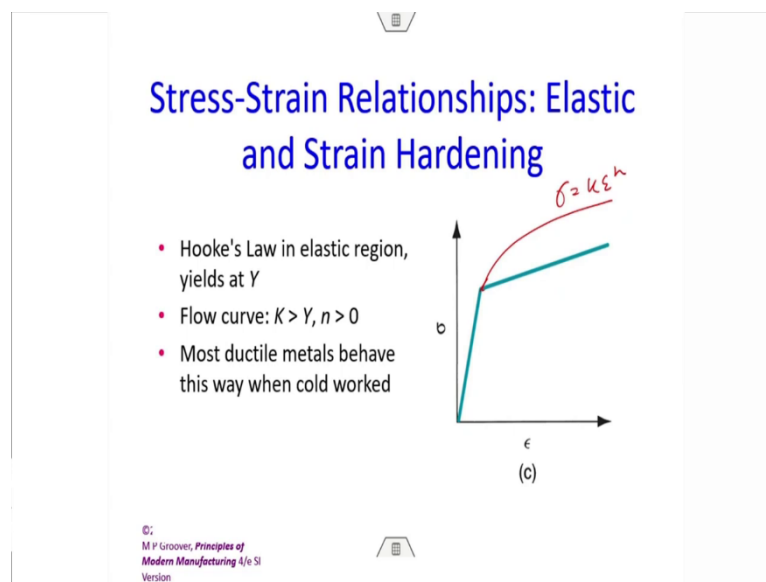 Stress-Strain Relationships: Elastic
and Strain Hardening
σ=kε^n
• Hooke's Law in elastic region,
yields at Y
• Flow curve: K > Y, n > 0
• Most ductile metals behave
this way when cold worked
σ
ϵ
(c)
©:
M P Groover, Principles of
Modern Manufacturing 4/e SI
Version